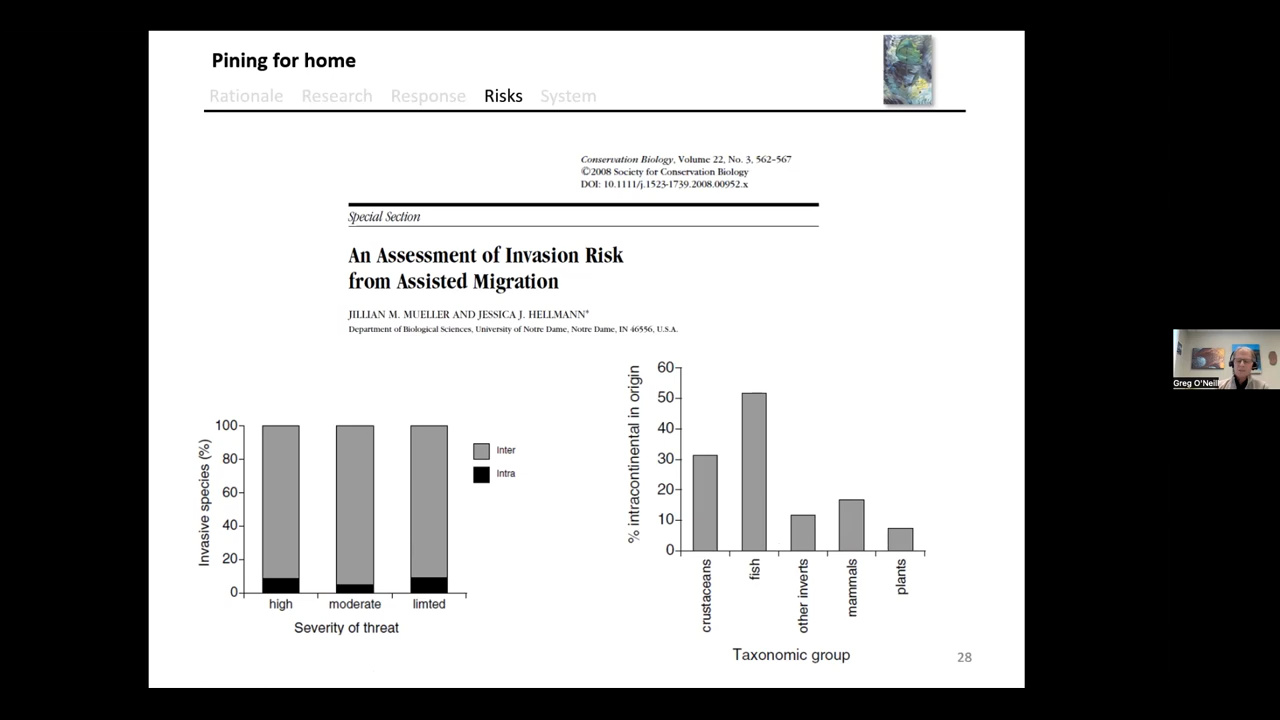 Pining for home
Rationale Research Response Risks System
Conservation Biology, Volume 22, No. 3, 562–567
©2008 Society for Conservation Biology
DOI: 10.1111/j.1523-1739.2008.00952.x
Special Section
An Assessment of Invasion Risk
from Assisted Migration
JILLIAN M. MUELLER AND JESSICA J. HELLMANN*
Department of Biological Sciences, University of Notre Dame, Notre Dame, IN 46556, U.S.A.
Invasive species (%)
100
80
60
40
20
0
high moderate limted
Severity of threat
Inter
Intra
% intracontinental in origin
60
50
40
30
20
10
0
crustaceans
fish
other inverts
mammals
plants
Taxonomic group
28
Greg O'Neill